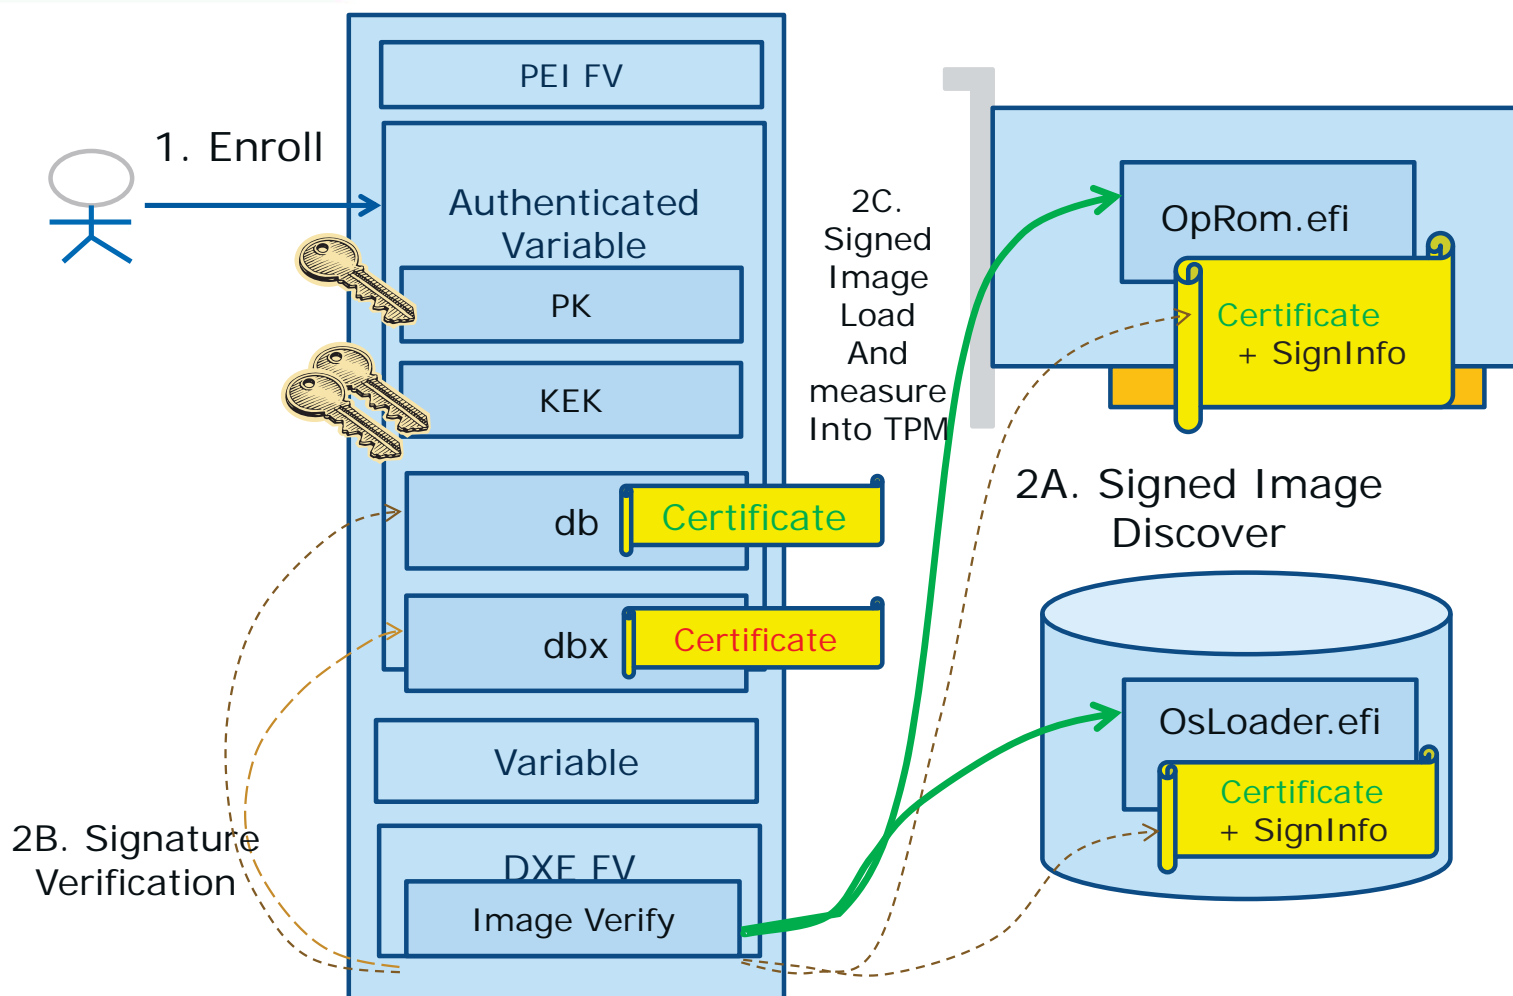 PEI FV
1. Enroll
Authenticated
Variable
PK
KEK
db
Certificate
dbx
Certificate
Variable
DXE FV
Image Verify
2B. Signature
Verification
2C.
Signed
Image
Load
And
measure
Into TPM
OpRom.efi
Certificate
+ SignInfo
2A. Signed Image
Discover
OsLoader.efi
Certificate
+ SignInfo